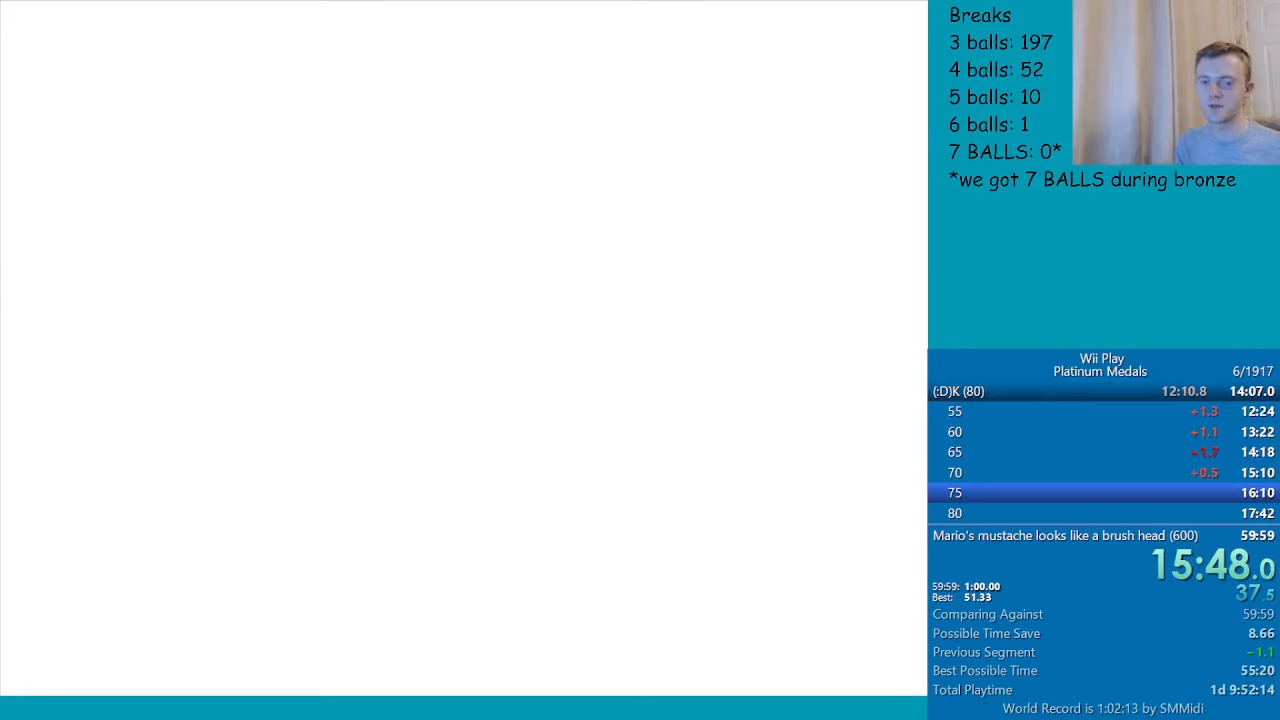 Breaks
3 balls: 197
4 balls: 52
5 balls: 10
6 balls: 1
7 BALLS: 0*
*we got 7 BALLS during bronze
Wii Play
Platinum Medals 6/1917
(:D)K (80) 12:10.8 14:07.0
55 +1.3 12:24
60 +1.1 13:22
65 +1.7 14:18
70 +0.5 15:10
75 16:10
80 17:42
Mario's mustache looks like a brush head (600) 59:59
15:48.0
59:59: 1:00.00
Best: 51.33
37.5
Comparing Against 59:59
Possible Time Save 8.66
Previous Segment -1.1
Best Possible Time 55:20
Total Playtime 1d 9:52:14
World Record is 1:02:13 by SMMidi